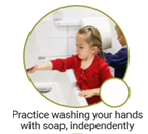 Practice washing your hands
with soap, independently